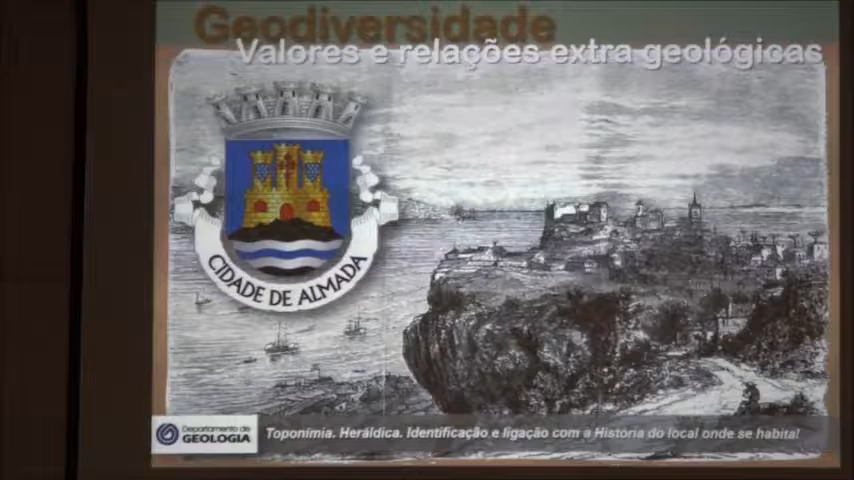 Geodiversidade
Valores e relações extra geológicas
CIDADE DE ALMADA
Departamento de
GEOLOGIA
Toponímia. Heráldica. Identificação e ligação com a História do local onde se habita!